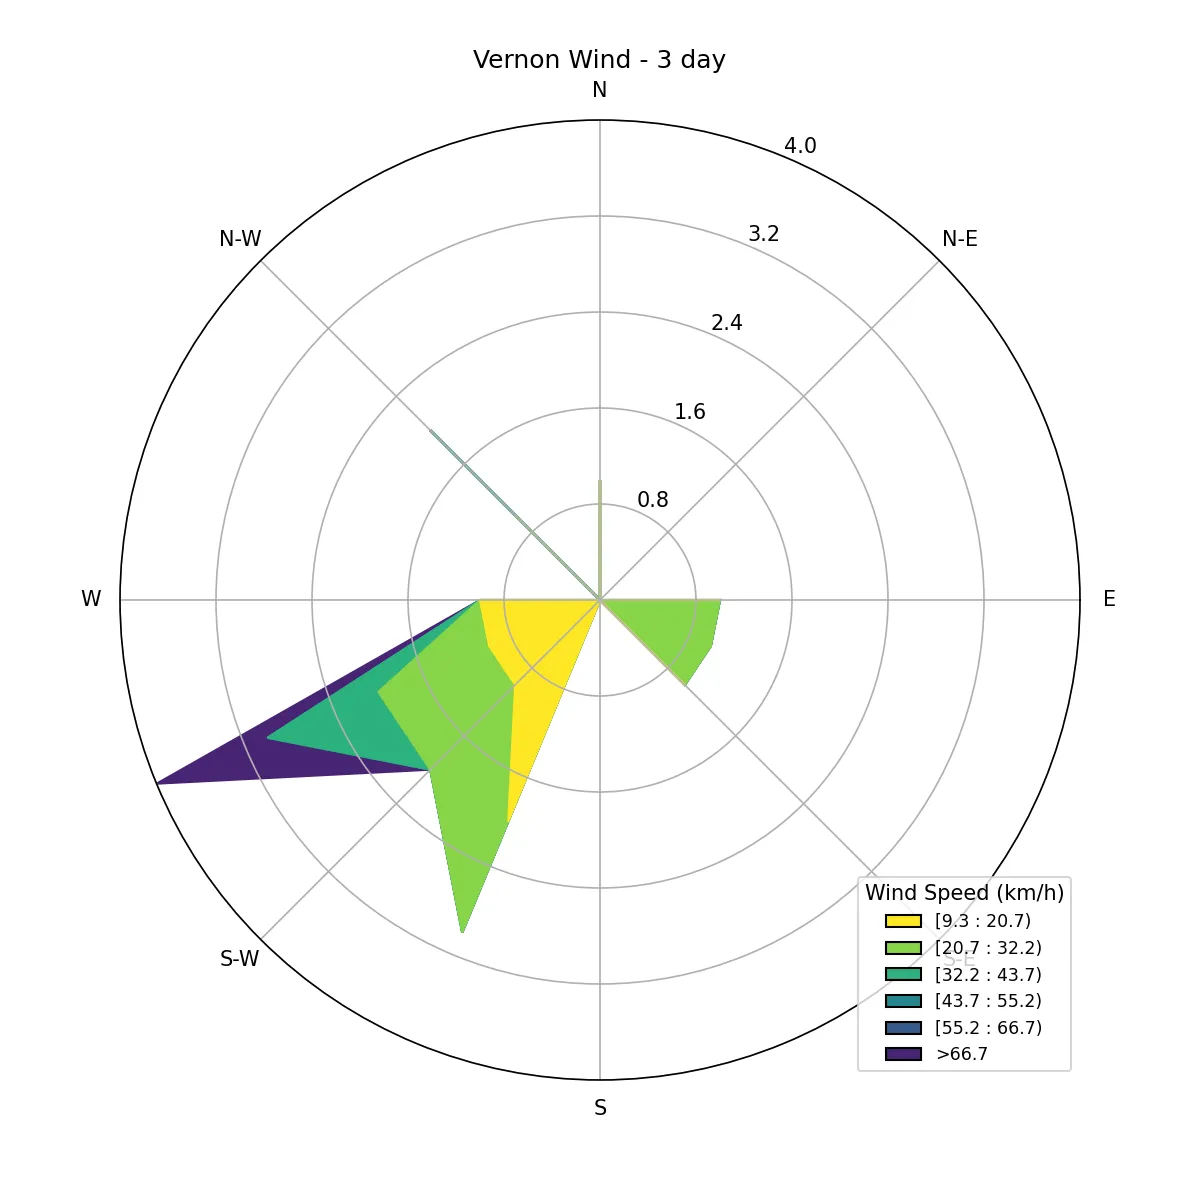 Vernon Wind - 3 day
N
4.0
N-W
3.2
N-E
2.4
1.6
0.8
W
E
S-W
S-E
S
Wind Speed (km/h)
[9.3 : 20.7)
[20.7 : 32.2)
[32.2 : 43.7)
[43.7 : 55.2)
[55.2 : 66.7)
>66.7